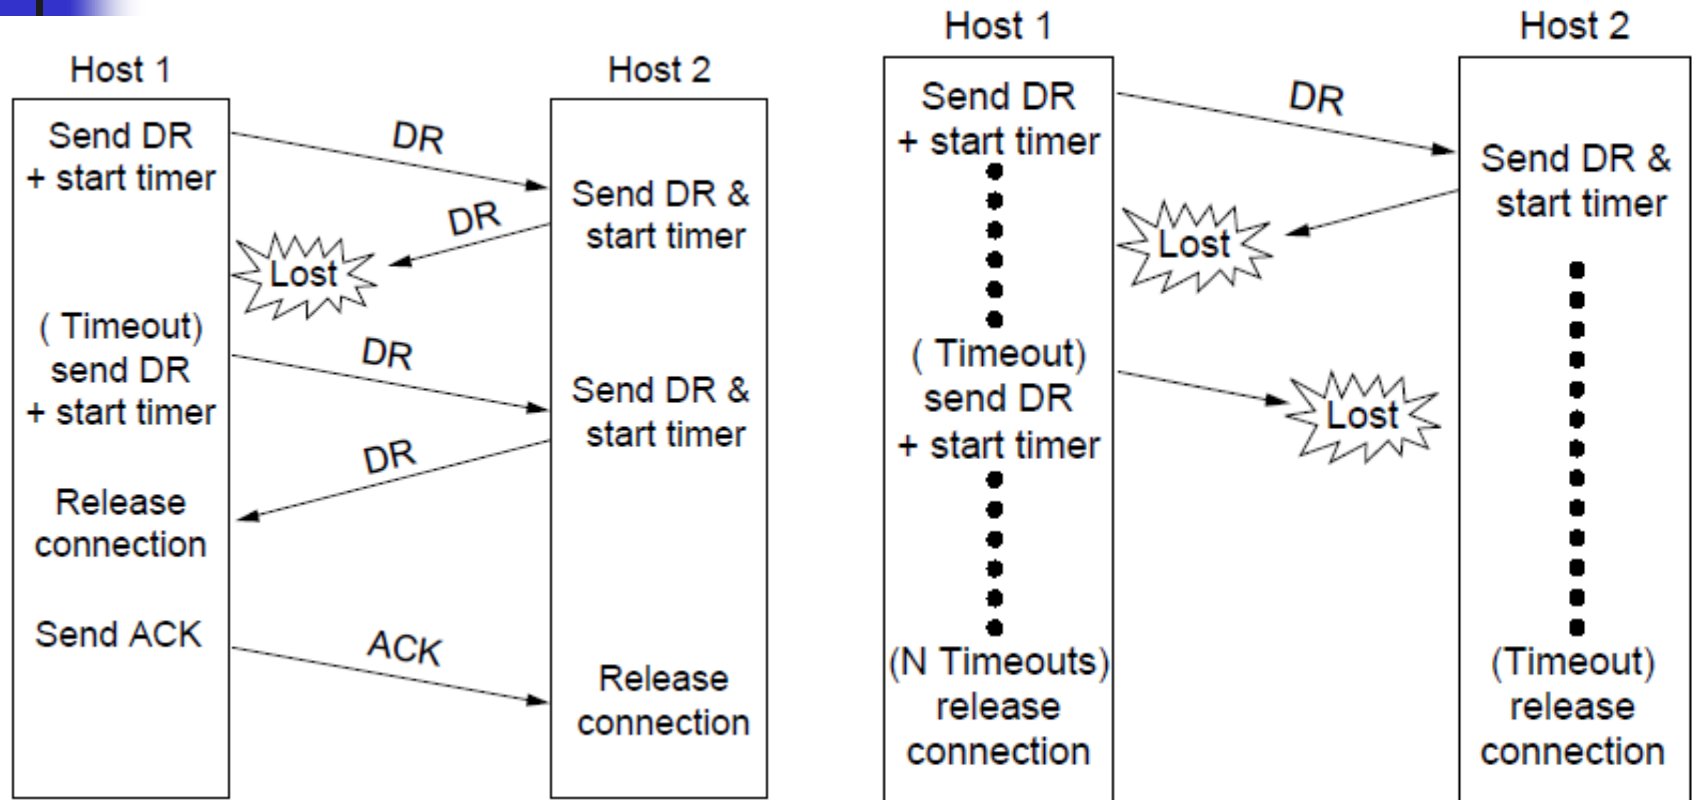 Host 1
Host 2
Send DR
+ start timer
DR
Send DR &
start timer
DR
Lost
( Timeout)
send DR
+ start timer
DR
Send DR &
start timer
DR
Release
connection
Send ACK
ACK
Release
connection
Host 1
Host 2
Send DR
+ start timer
DR
Send DR &
start timer
Lost
( Timeout)
send DR
+ start timer
Lost
(N Timeouts)
release
connection
(Timeout)
release
connection